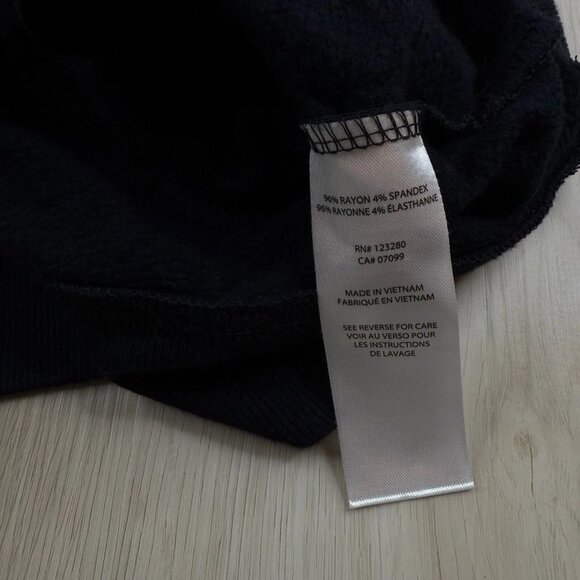 96% RAYON 4% SPANDEX
96% RAYONNE 4% ÉLASTHANNE
RN# 123280
CA# 07099
MADE IN VIETNAM
FABRIQUÉ EN VIETNAM
SEE REVERSE FOR CARE
VOIR AU VERSO POUR
LES INSTRUCTIONS
DE LAVAGE